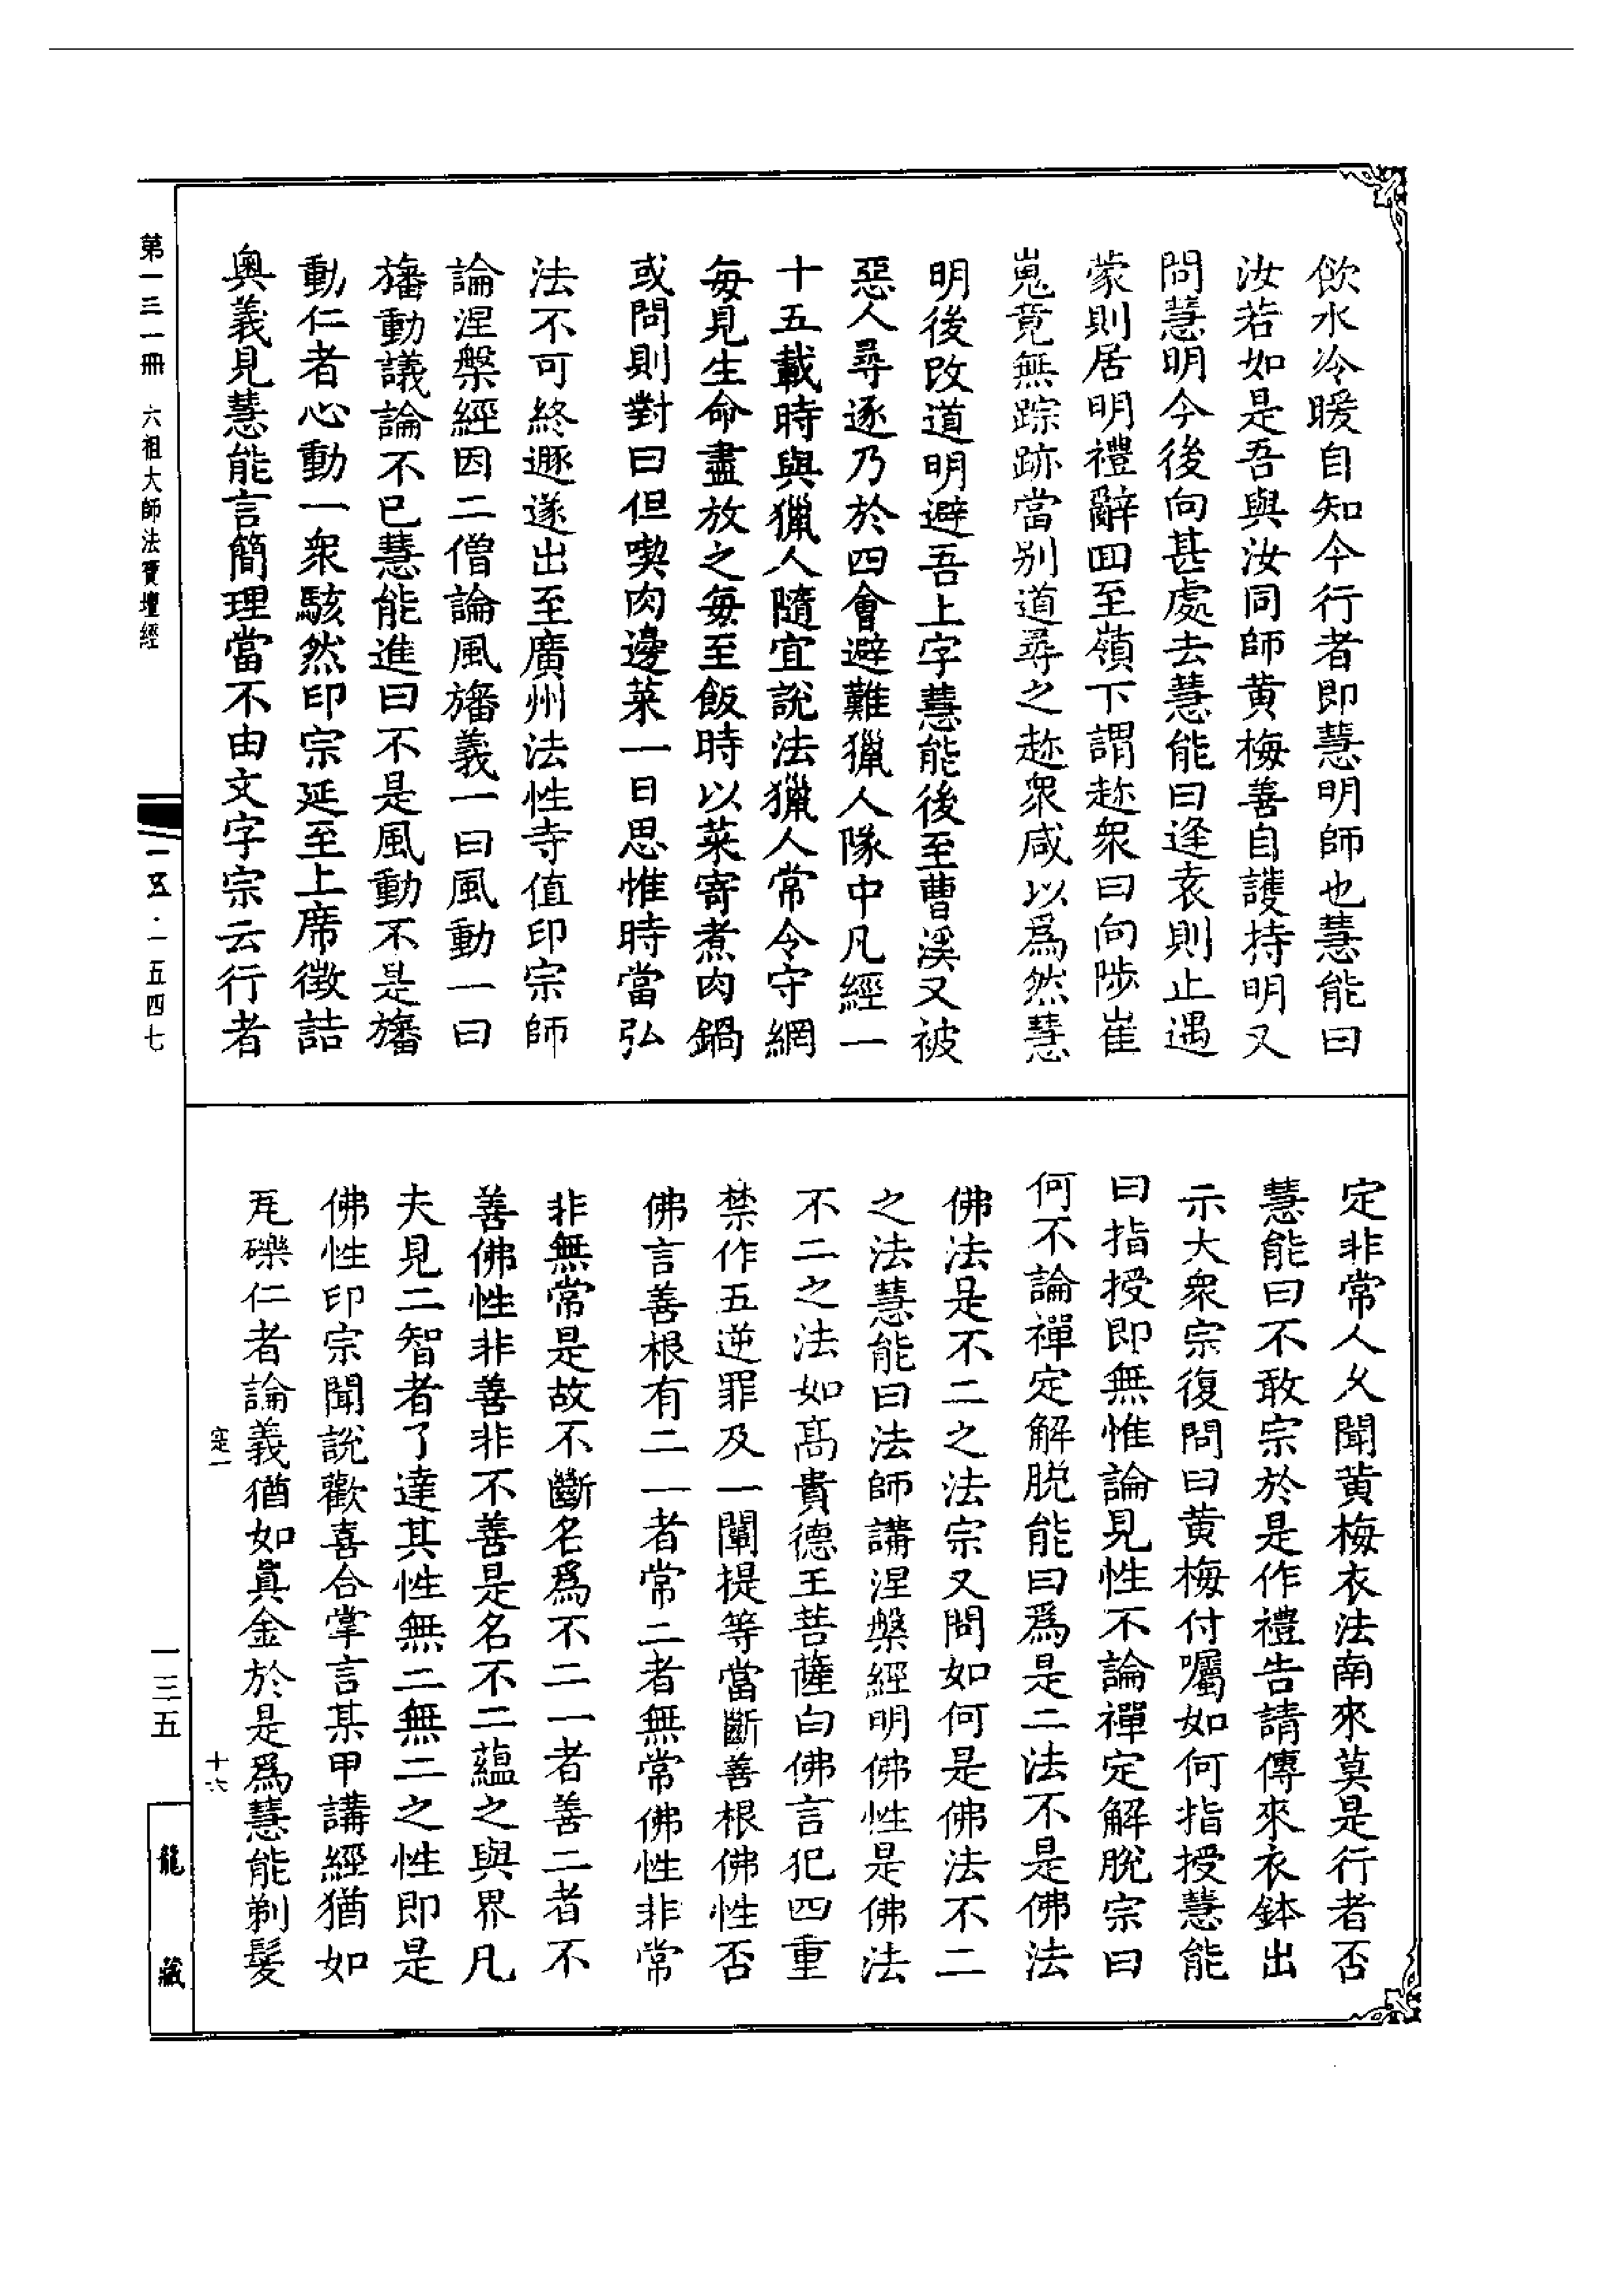 飲水冷暖自知今行者即慧明師也慧能曰
汝若如是吾與汝同師黄梅善自護持明又
問慧明今後向甚處去慧能曰逢袁則止遇
蒙則居明禮辭囬至嶺下謂趂衆曰向陟崔
嵬竟無踪跡當别道尋之趂衆咸以爲然慧
明後改道明避吾上字慧能後至曹溪又被
惡人尋逐乃於四會避難獵人隊中凡經一
十五載時與獵人隨宜說法獵人常令守網
每見生命盡放之每至飯時以菜寄煮肉鍋
或問則對曰但喫肉邊菜一日思惟時當弘
法不可終遯遂出至廣州法性寺值印宗師
論涅槃經因二僧論風旛義一曰風動一曰
旛動議論不已慧能進曰不是風動不是旛
動仁者心動一衆駭然印宗延至上席徵詰
奥義見慧能言簡理當不由文字宗云行者
定非常人乆聞黄梅衣法南來莫是行者否
慧能曰不敢宗於是作禮告請傳來衣鉢出
示大衆宗復問曰黄梅付囑如何指授慧能
曰指授即無惟論見性不論禪定解脫宗曰
何不論禪定解脱能曰爲是二法不是佛法
佛法是不二之法宗又問如何是佛法不二
之法慧能曰法師講涅槃經明佛性是佛法
不二之法如髙貴德王菩薩白佛言犯四重
禁作五逆罪及一闡提等當斷善根佛性否
佛言善根有二一者常二者無常佛性非常
非無常是故不斷名爲不二一者善二者不
善佛性非善非不善是名不二蘊之與界凡
夫見二智者了達其性無二無二之性即是
佛性印宗聞說歡喜合掌言某甲講經猶如
瓦礫仁者論義猶如真金於是爲慧能剃髮
定一
十六
第一三一冊 六祖大師法寶壇經
一五·一五四七
一三五
龍藏